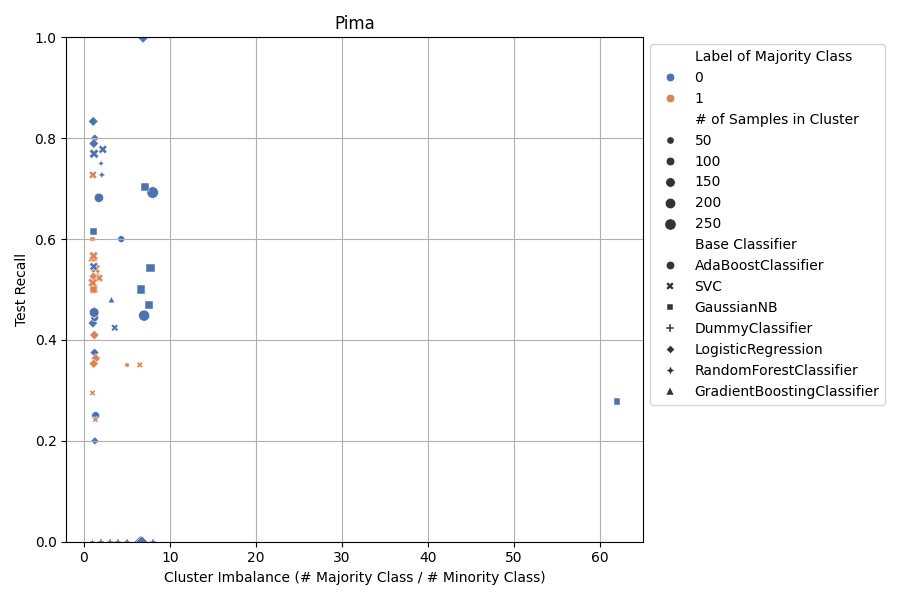 Pima
1.0
0.8
0.6
0.4
0.2
0.0
Test Recall
0
10
20
30
40
50
60
Cluster Imbalance (# Majority Class / # Minority Class)
Label of Majority Class
0
1
# of Samples in Cluster
50
100
150
200
250
Base Classifier
AdaBoostClassifier
SVC
GaussianNB
DummyClassifier
LogisticRegression
RandomForestClassifier
GradientBoostingClassifier